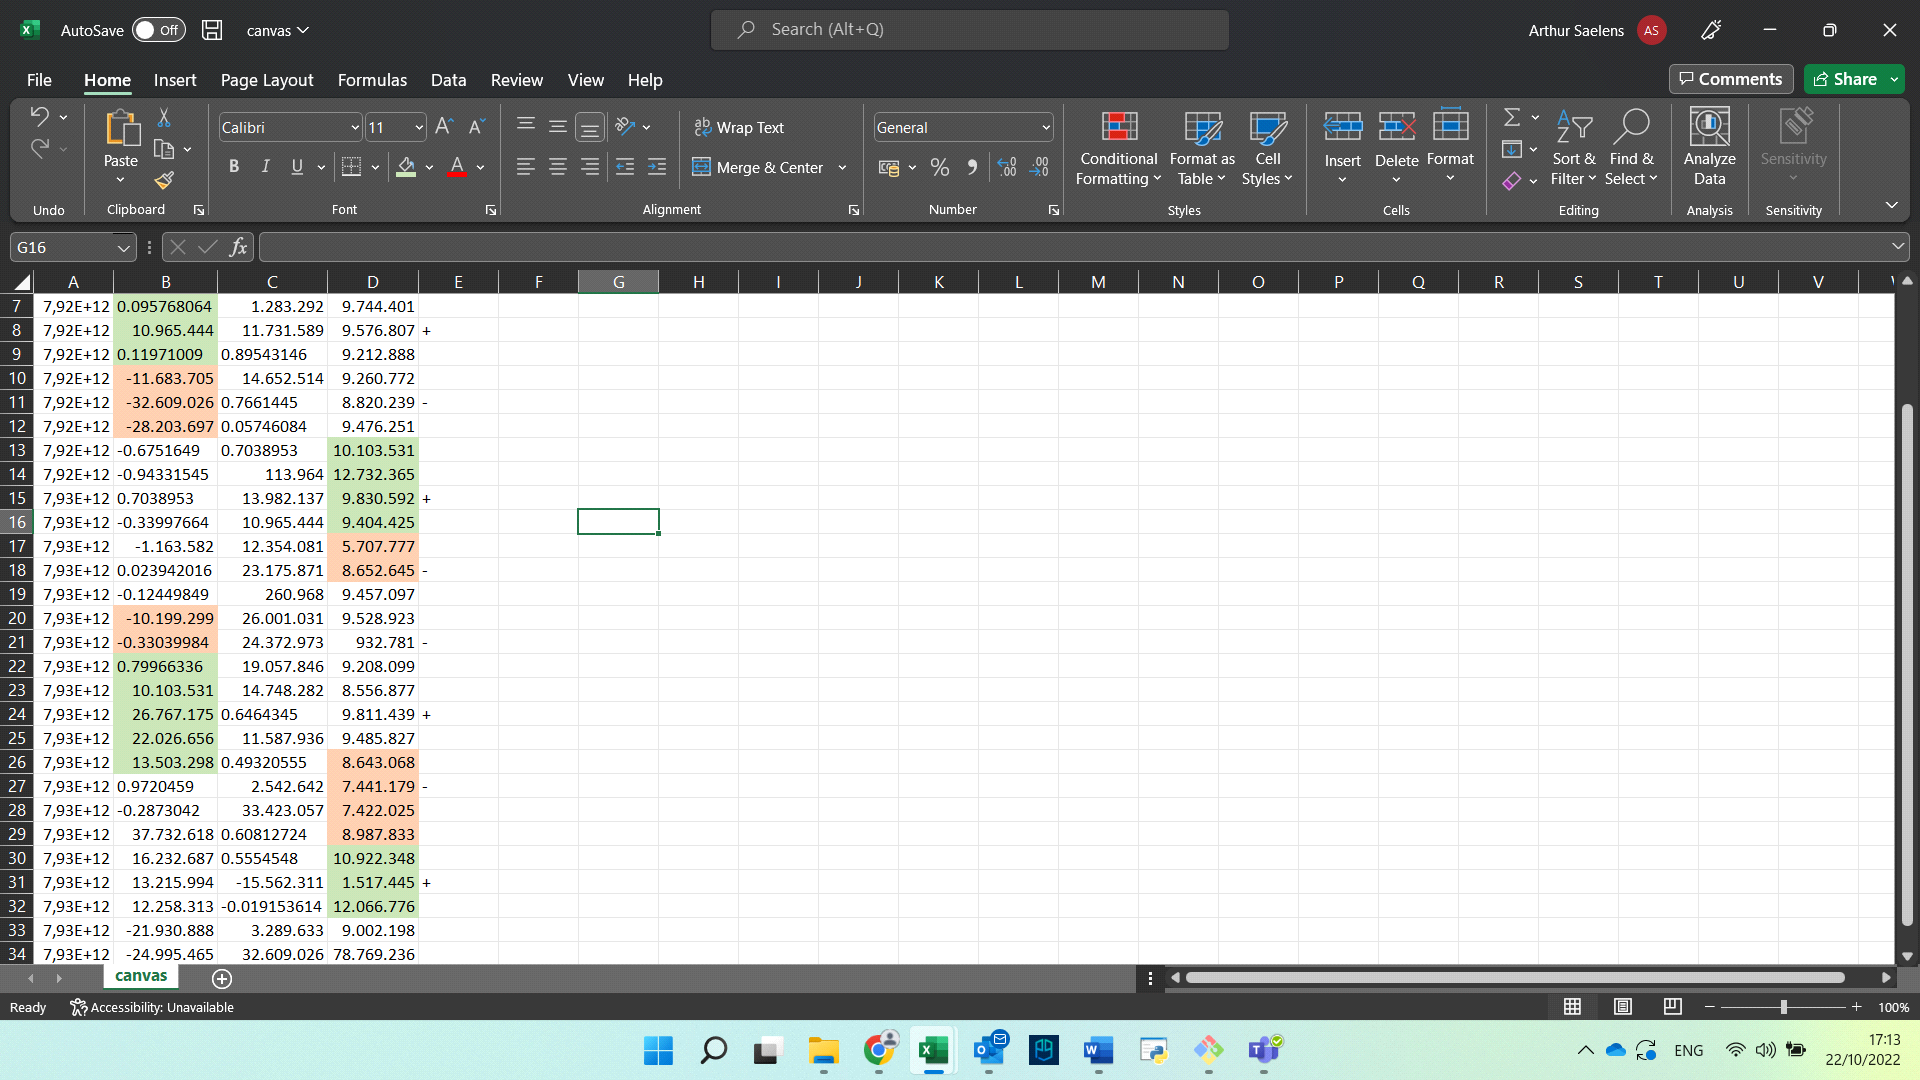 AutoSave Off canvas Search (Alt+Q) Arthur Saelens AS
File Home Insert Page Layout Formulas Data Review View Help Comments Share
Paste Calibri 11 Wrap Text General Conditional Formatting Format as Table Cell Styles Insert Delete Format Sort & Filter Find & Select Analyze Data Sensitivity
B I U A Merge & Center % 
Undo Clipboard Font Alignment Number Styles Cells Editing Analysis Sensitivity
G16 fx
A B C D E F G H I J K L M N O P Q R S T U V
7 7,92E+12 0.095768064 1.283.292 9.744.401
8 7,92E+12 10.965.444 11.731.589 9.576.807 +
9 7,92E+12 0.11971009 0.89543146 9.212.888
10 7,92E+12 -11.683.705 14.652.514 9.260.772
11 7,92E+12 -32.609.026 0.7661445 8.820.239 -
12 7,92E+12 -28.203.697 0.05746084 9.476.251
13 7,92E+12 -0.6751649 0.7038953 10.103.531
14 7,92E+12 -0.94331545 113.964 12.732.365
15 7,93E+12 0.7038953 13.982.137 9.830.592 +
16 7,93E+12 -0.33997664 10.965.444 9.404.425
17 7,93E+12 -1.163.582 12.354.081 5.707.777
18 7,93E+12 0.023942016 23.175.871 8.652.645 -
19 7,93E+12 -0.12449849 260.968 9.457.097
20 7,93E+12 -10.199.299 26.001.031 9.528.923
21 7,93E+12 -0.33039984 24.372.973 932.781 -
22 7,93E+12 0.79966336 19.057.846 9.208.099
23 7,93E+12 10.103.531 14.748.282 8.556.877
24 7,93E+12 26.767.175 0.6464345 9.811.439 +
25 7,93E+12 22.026.656 11.587.936 9.485.827
26 7,93E+12 13.503.298 0.49320555 8.643.068
27 7,93E+12 0.9720459 2.542.642 7.441.179 -
28 7,93E+12 -0.2873042 33.423.057 7.422.025
29 7,93E+12 37.732.618 0.60812724 8.987.833
30 7,93E+12 16.232.687 0.5554548 10.922.348
31 7,93E+12 13.215.994 -15.562.311 1.517.445 +
32 7,93E+12 12.258.313 -0.019153614 12.066.776
33 7,93E+12 -21.930.888 3.289.633 9.002.198
34 7,93E+12 -24.995.465 32.609.026 78.769.236
canvas
Ready Accessibility: Unavailable 100%
ENG 17:13
22/10/2022